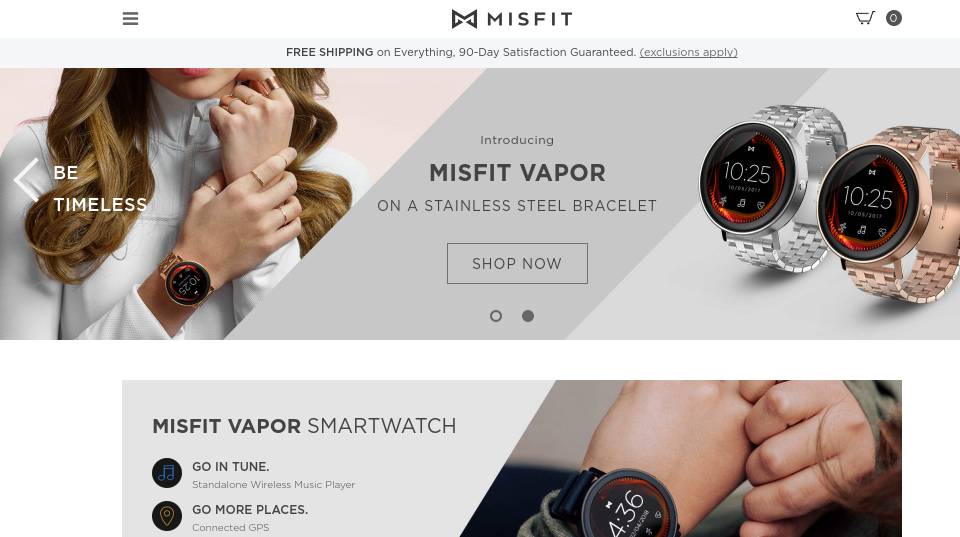 MISFIT
0
FREE SHIPPING on Everything, 90-Day Satisfaction Guaranteed. (exclusions apply)
BE
TIMELESS
Introducing
MISFIT VAPOR
ON A STAINLESS STEEL BRACELET
SHOP NOW
10:25
10/05/2017
10:25
10/05/2017
10:25
MISFIT VAPOR SMARTWATCH
GO IN TUNE.
Standalone Wireless Music Player
GO MORE PLACES.
Connected GPS
4:36